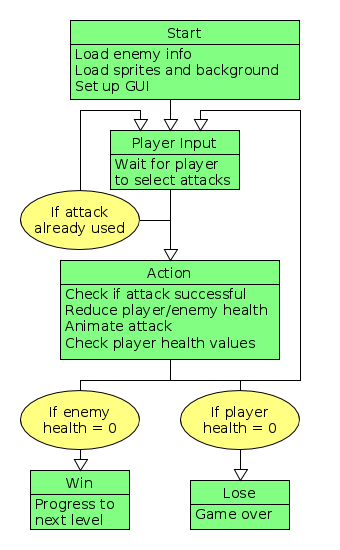 Start
Load enemy info
Load sprites and background
Set up GUI
Player Input
Wait for player
to select attacks
If attack
already used
Action
Check if attack successful
Reduce player/enemy health
Animate attack
Check player health values
If enemy
health = 0
If player
health = 0
Win
Progress to
next level
Lose
Game over